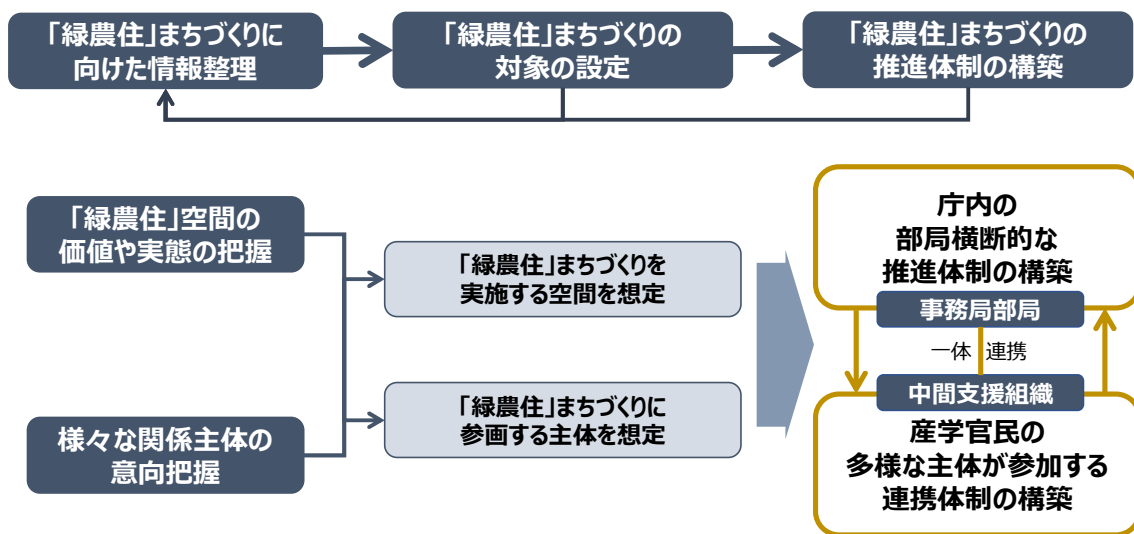 「緑農住」まちづくりに
向けた情報整理
「緑農住」まちづくりの
対象の設定
「緑農住」まちづくりの
推進体制の構築
「緑農住」空間の
価値や実態の把握
様々な関係主体の
意向把握
「緑農住」まちづくりを
実施する空間を想定
「緑農住」まちづくりに
参画する主体を想定
庁内の
部局横断的な
推進体制の構築
事務局部局
一体 連携
中間支援組織
産学官民の
多様な主体が参加する
連携体制の構築